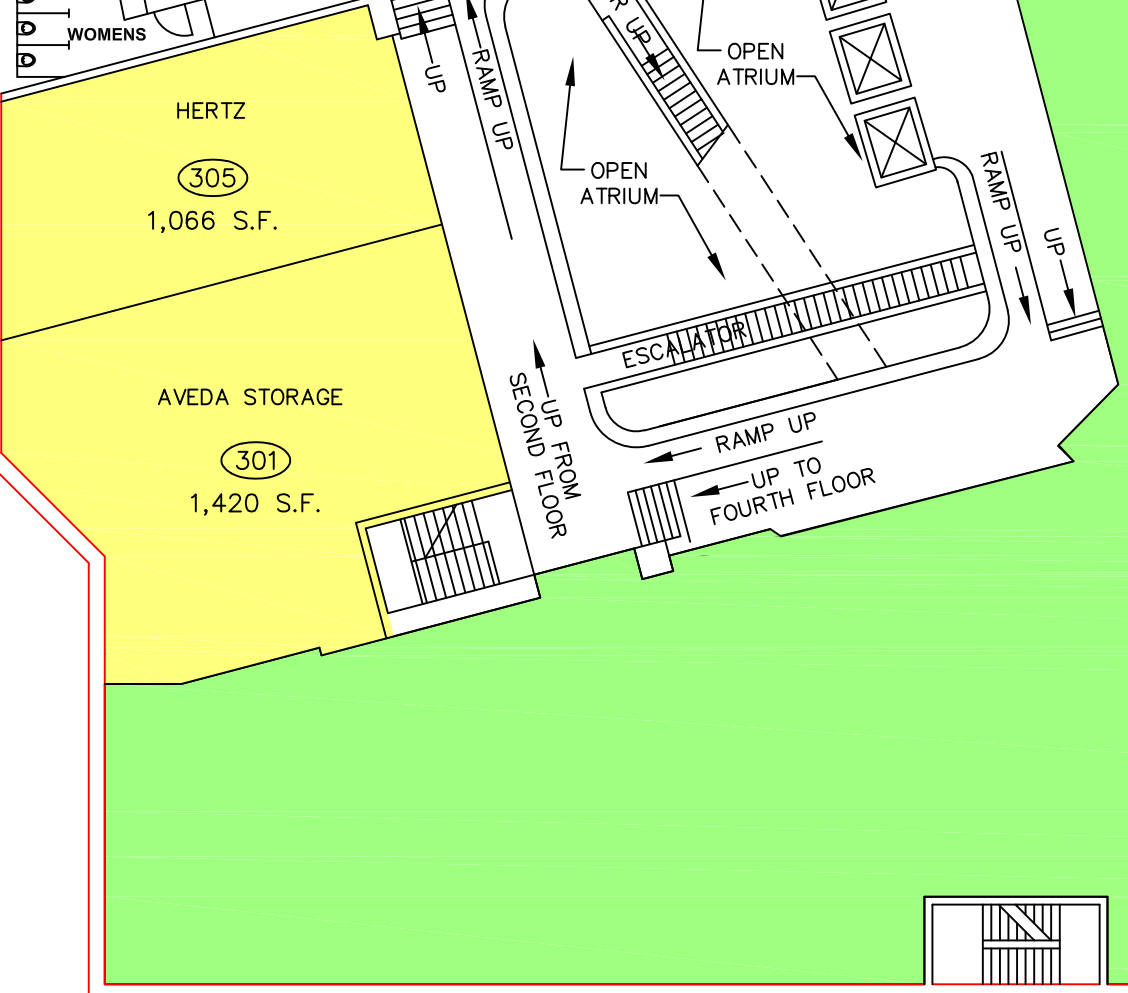 WOMENS
UP
RAMP UP
R UP
OPEN
ATRIUM
HERTZ
305
1,066 S.F.
OPEN
ATRIUM
RAMP UP
UP
ESCALATOR
AVEDA STORAGE
301
1,420 S.F.
UP FROM
SECOND FLOOR
RAMP UP
UP TO
FOURTH FLOOR